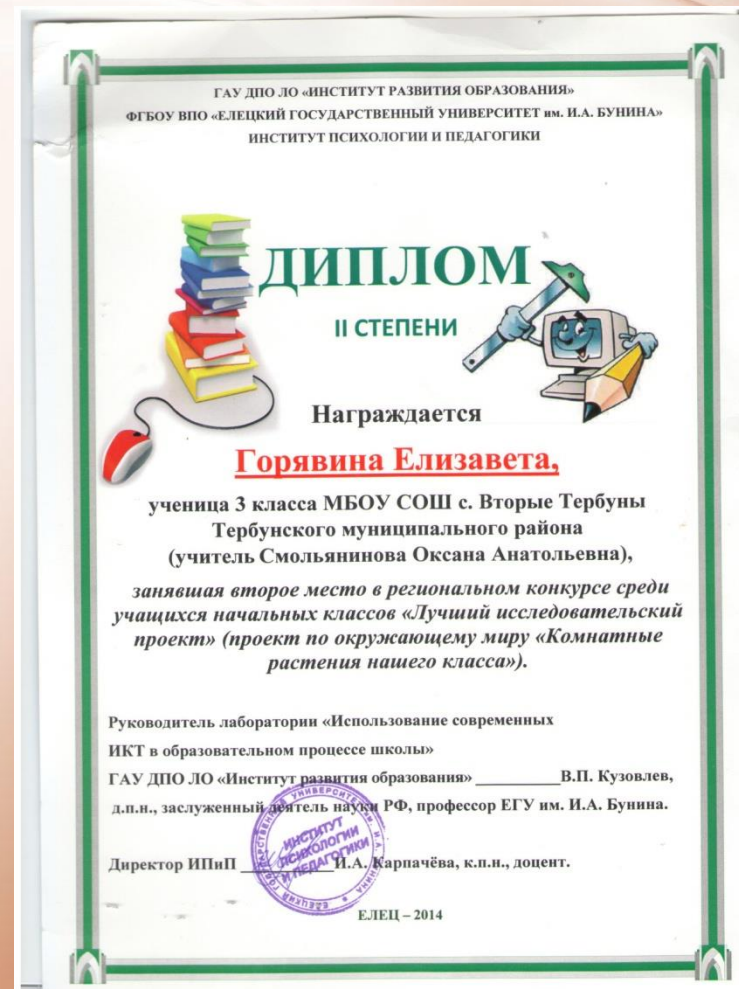 ГАУ ДПО ЛО «ИНСТИТУТ РАЗВИТИЯ ОБРАЗОВАНИЯ»
ФГБОУ ВПО «ЕЛЕЦКИЙ ГОСУДАРСТВЕННЫЙ УНИВЕРСИТЕТ им. И.А. БУНИНА»
ИНСТИТУТ ПСИХОЛОГИИ И ПЕДАГОГИКИ
ДИПЛОМ
II СТЕПЕНИ
Награждается
Горявина Елизавета,
ученица 3 класса МБОУ СОШ с. Вторые Тербуны
Тербунского муниципального района
(учитель Смольянинова Оксана Анатольевна),
занявшая второе место в региональном конкурсе среди
учащихся начальных классов «Лучший исследовательский
проект» (проект по окружающему миру «Комнатные
растения нашего класса»).
Руководитель лаборатории «Использование современных
ИКТ в образовательном процессе школы»
ГАУ ДПО ЛО «Институт развития образования» __________В.П. Кузовлев,
д.п.н., заслуженный деятель науки РФ, профессор ЕГУ им. И.А. Бунина.
ИНСТИТУТ
ПСИХОЛОГИИ
И ПЕДАГОГИКИ
Директор ИПиП ___________И.А. Карпачёва, к.п.н., доцент.
ЕЛЕЦ – 2014